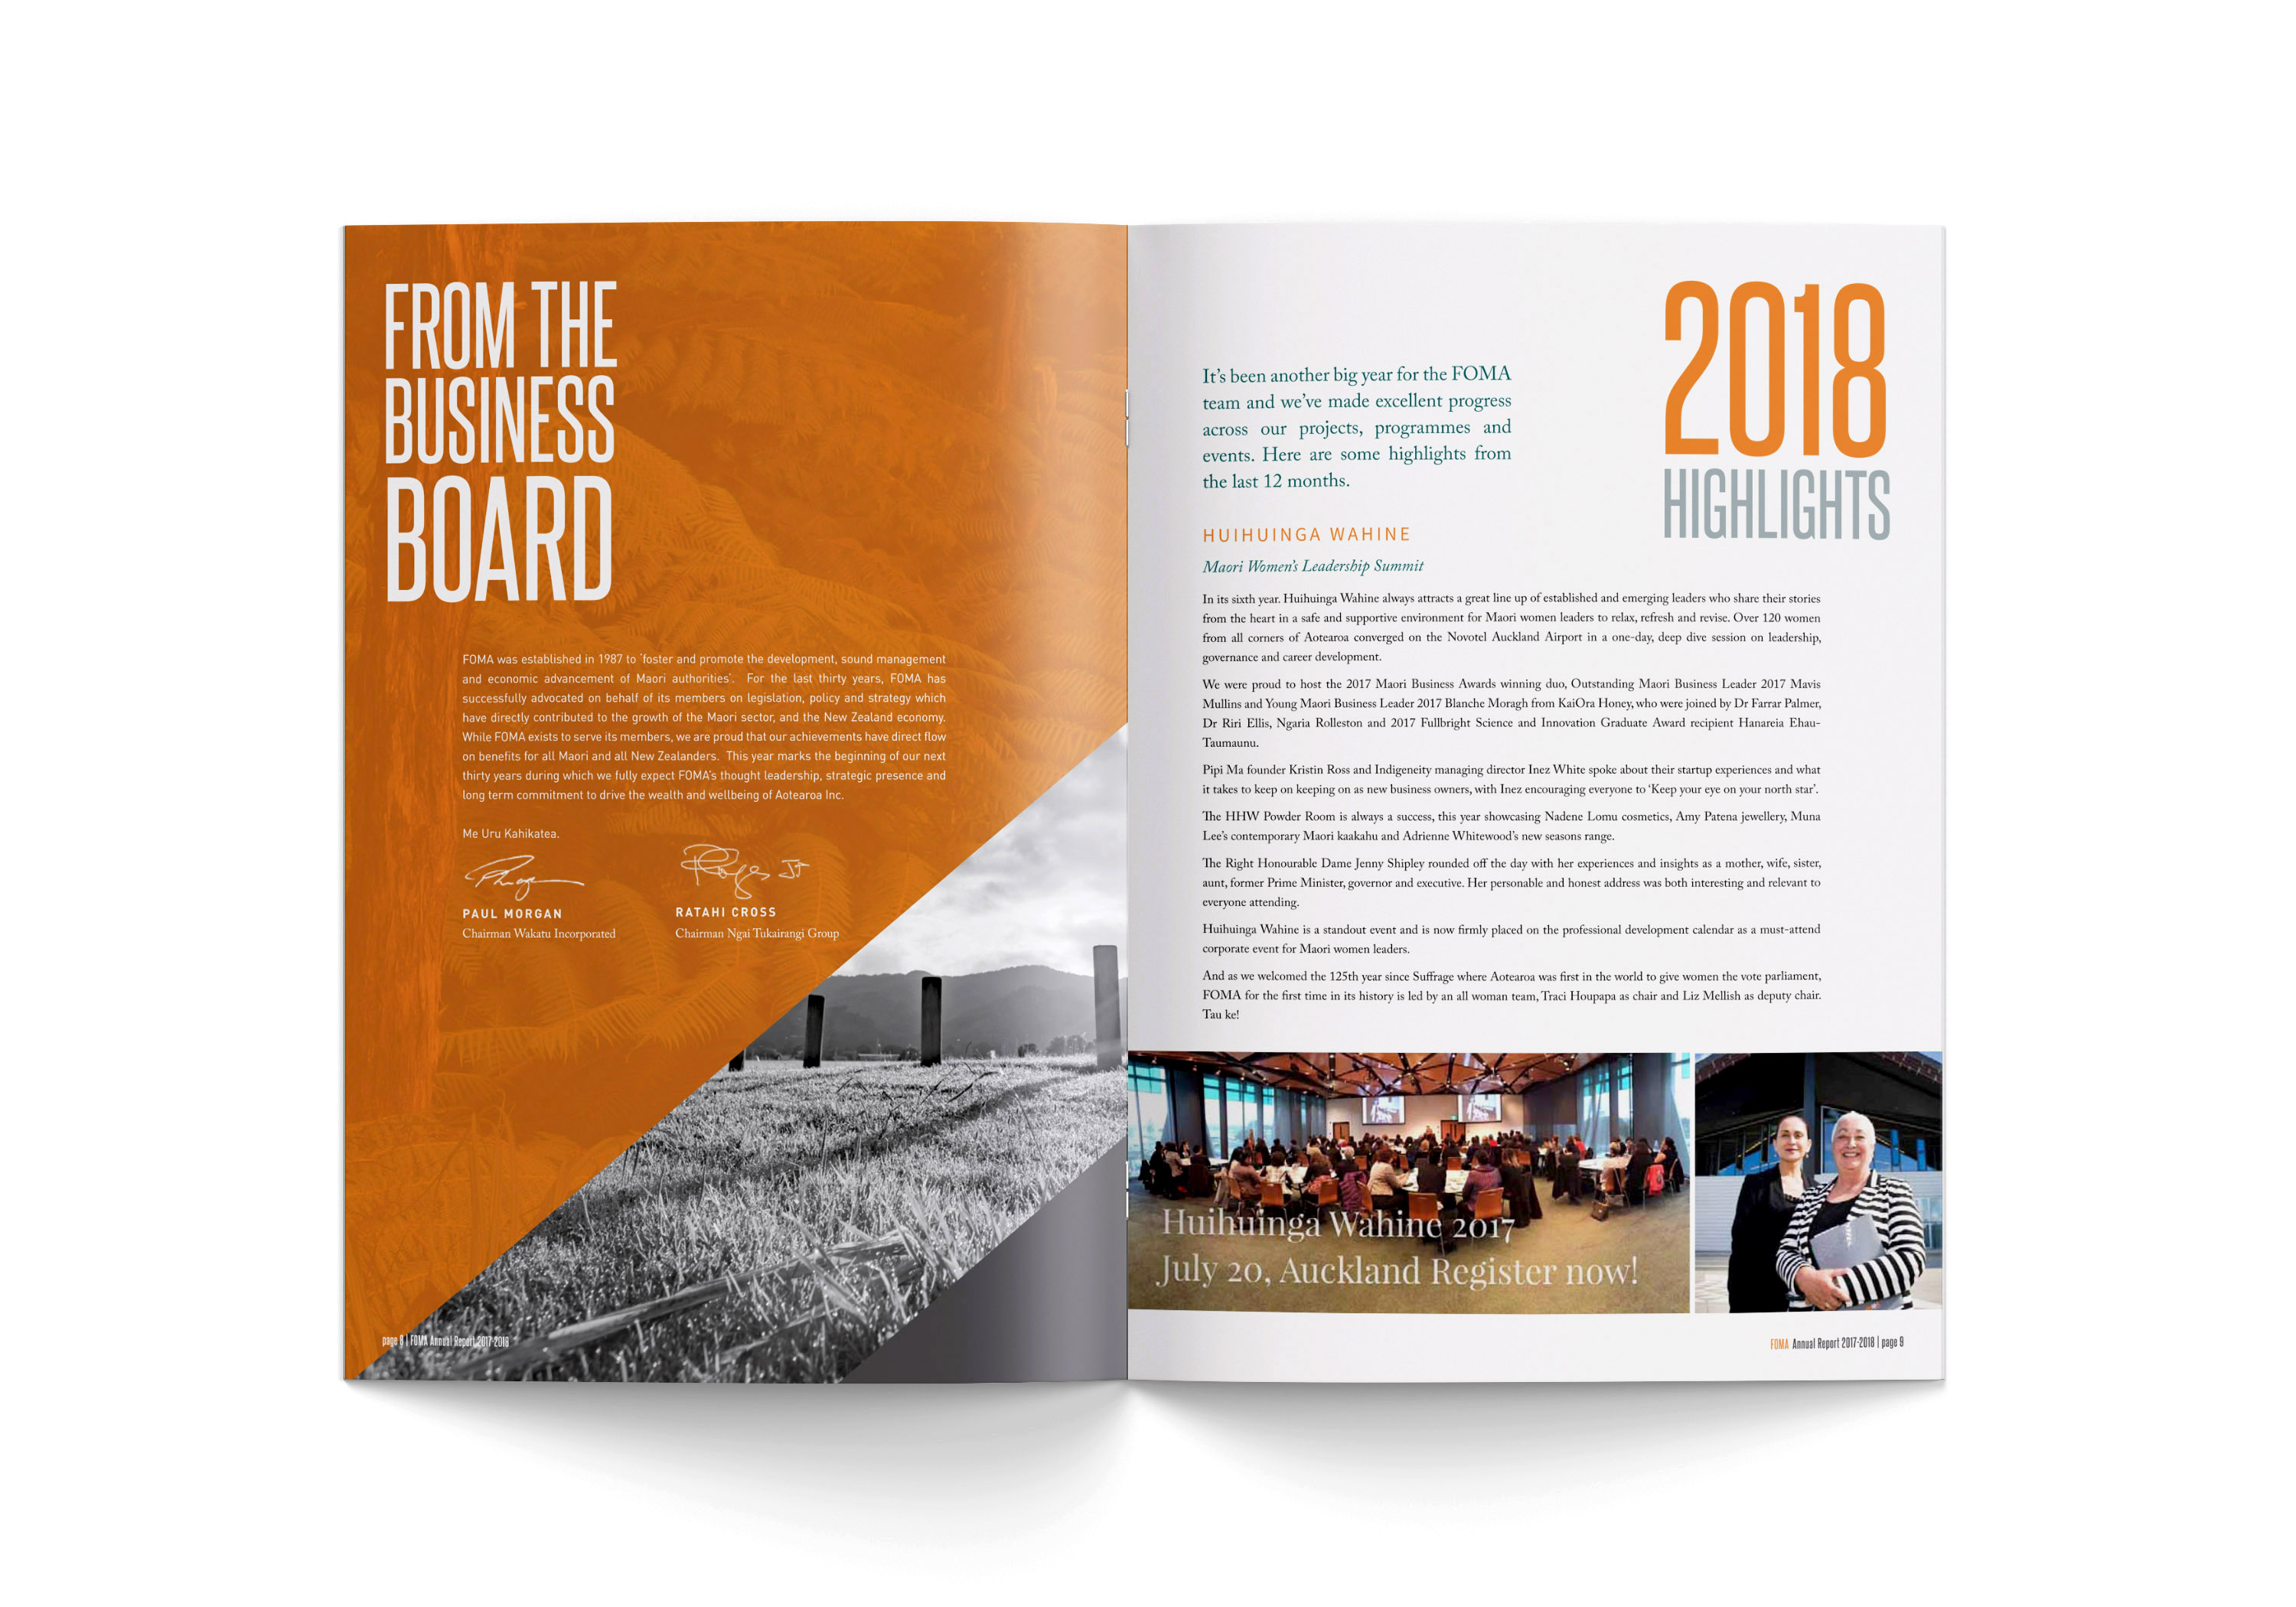 FROM THE
BUSINESS
BOARD
FOMA was established in 1987 to 'foster and promote the development, sound management
and economic advancement of Maori authorities'. For the last thirty years, FOMA has
successfully advocated on behalf of its members on legislation, policy and strategy which
have directly contributed to the growth of the Maori sector, and the New Zealand economy.
While FOMA exists to serve its members, we are proud that our achievements have direct flow
on benefits for all Maori and all New Zealanders. This year marks the beginning of our next
thirty years during which we fully expect FOMA's thought leadership, strategic presence and
long term commitment to drive the wealth and wellbeing of Aotearoa Inc.
Me Uru Kahikatea.
PAUL MORGAN
Chairman Wakatu Incorporated
RATAHI CROSS
Chairman Ngai Tukairangi Group
page 8 | FOMA Annual Report 2017-2018
2018
HIGHLIGHTS
It's been another big year for the FOMA
team and we've made excellent progress
across our projects, programmes and
events. Here are some highlights from
the last 12 months.
HUIHUINGA WAHINE
Maori Women's Leadership Summit
In its sixth year. Huihuinga Wahine always attracts a great line up of established and emerging leaders who share their stories
from the heart in a safe and supportive environment for Maori women leaders to relax, refresh and revise. Over 120 women
from all corners of Aotearoa converged on the Novotel Auckland Airport in a one-day, deep dive session on leadership,
governance and career development.
We were proud to host the 2017 Maori Business Awards winning duo, Outstanding Maori Business Leader 2017 Mavis
Mullins and Young Maori Business Leader 2017 Blanche Moragh from KaiOra Honey, who were joined by Dr Farrar Palmer,
Dr Riri Ellis, Ngaria Rolleston and 2017 Fullbright Science and Innovation Graduate Award recipient Hanareia Ehau-
Taumaunu.
Pipi Ma founder Kristin Ross and Indigeneity managing director Inez White spoke about their startup experiences and what
it takes to keep on keeping on as new business owners, with Inez encouraging everyone to 'Keep your eye on your north star'.
The HHW Powder Room is always a success, this year showcasing Nadene Lomu cosmetics, Amy Patena jewellery, Muna
Lee's contemporary Maori kaakahu and Adrienne Whitewood's new seasons range.
The Right Honourable Dame Jenny Shipley rounded off the day with her experiences and insights as a mother, wife, sister,
aunt, former Prime Minister, governor and executive. Her personable and honest address was both interesting and relevant to
everyone attending.
Huihuinga Wahine is a standout event and is now firmly placed on the professional development calendar as a must-attend
corporate event for Maori women leaders.
And as we welcomed the 125th year since Suffrage where Aotearoa was first in the world to give women the vote parliament,
FOMA for the first time in its history is led by an all woman team, Traci Houpapa as chair and Liz Mellish as deputy chair.
Tau ke!
Huihuinga Wahine 2017
July 20, Auckland Register now!
FOMA Annual Report 2017-2018 | page 9